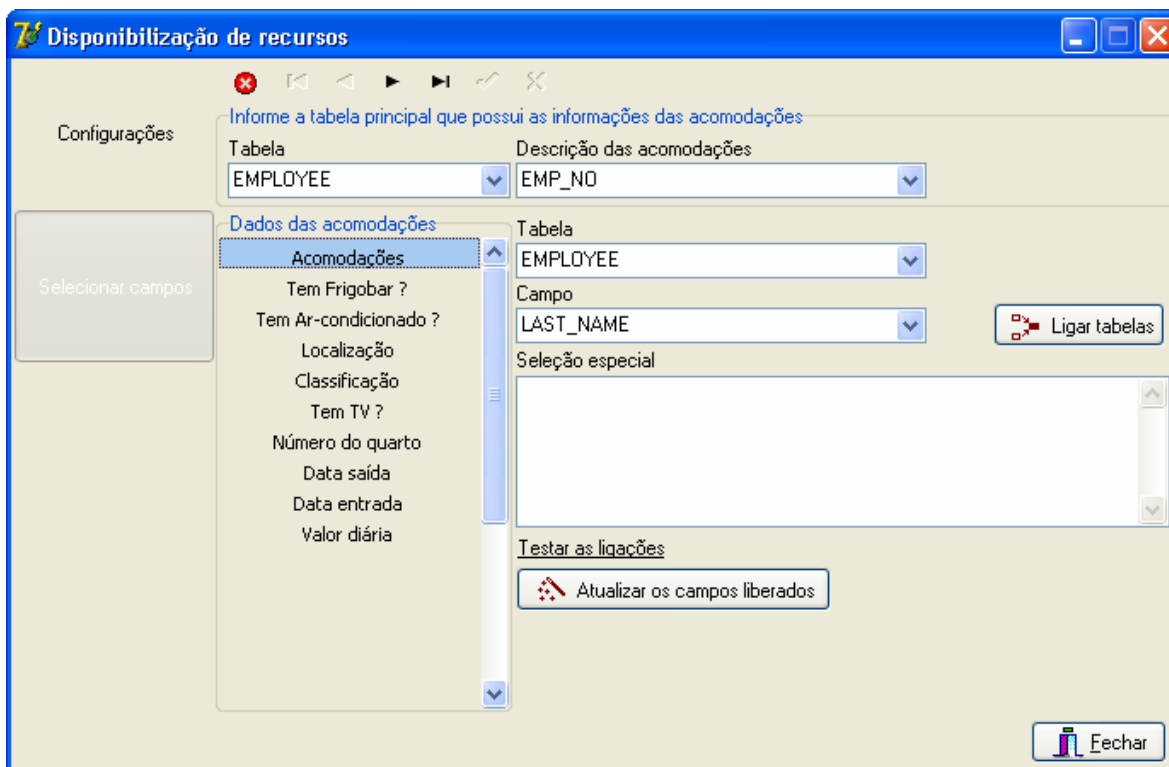 Disponibilização de recursos
Configurações
Selecionar campos
Informe a tabela principal que possui as informações das acomodações
Tabela
Descrição das acomodações
EMPLOYEE
EMP_NO
Dados das acomodações
Acomodações
Tem Frigobar ?
Tem Ar-condicionado ?
Localização
Classificação
Tem TV ?
Número do quarto
Data saída
Data entrada
Valor diária
Tabela
EMPLOYEE
Campo
LAST_NAME
Ligar tabelas
Seleção especial
Testar as ligações
Atualizar os campos liberados
Fechar